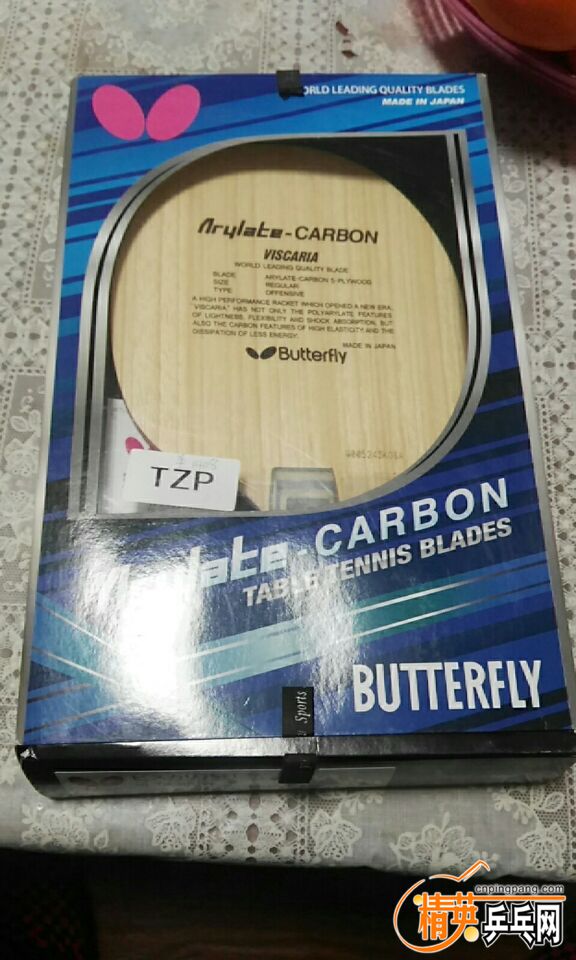 WORLD LEADING QUALITY BLADES
MADE IN JAPAN
Arylate-CARBON
VISCARIA
WORLD LEADING QUALITY BLADE
BLADE ARYLATE-CARBON 5-PLYWOOD
SIZE REGULAR
TYPE OFFENSIVE
A HIGH PERFORMANCE RACKET WHICH OPENED A NEW ERA,
"VISCARIA" HAS NOT ONLY THE POLYARYLATE FEATURES
OF LIGHTNESS, FLEXIBILITY AND SHOCK ABSORPTION, BUT
ALSO THE CARBON FEATURES OF HIGH ELASTICITY AND THE
DISSIPATION OF LESS ENERGY.
MADE IN JAPAN
Butterfly
TZP
Arylate-CARBON
TABLE TENNIS BLADES
BUTTERFLY
Sports
cnpingpang.com
精英乒乓网